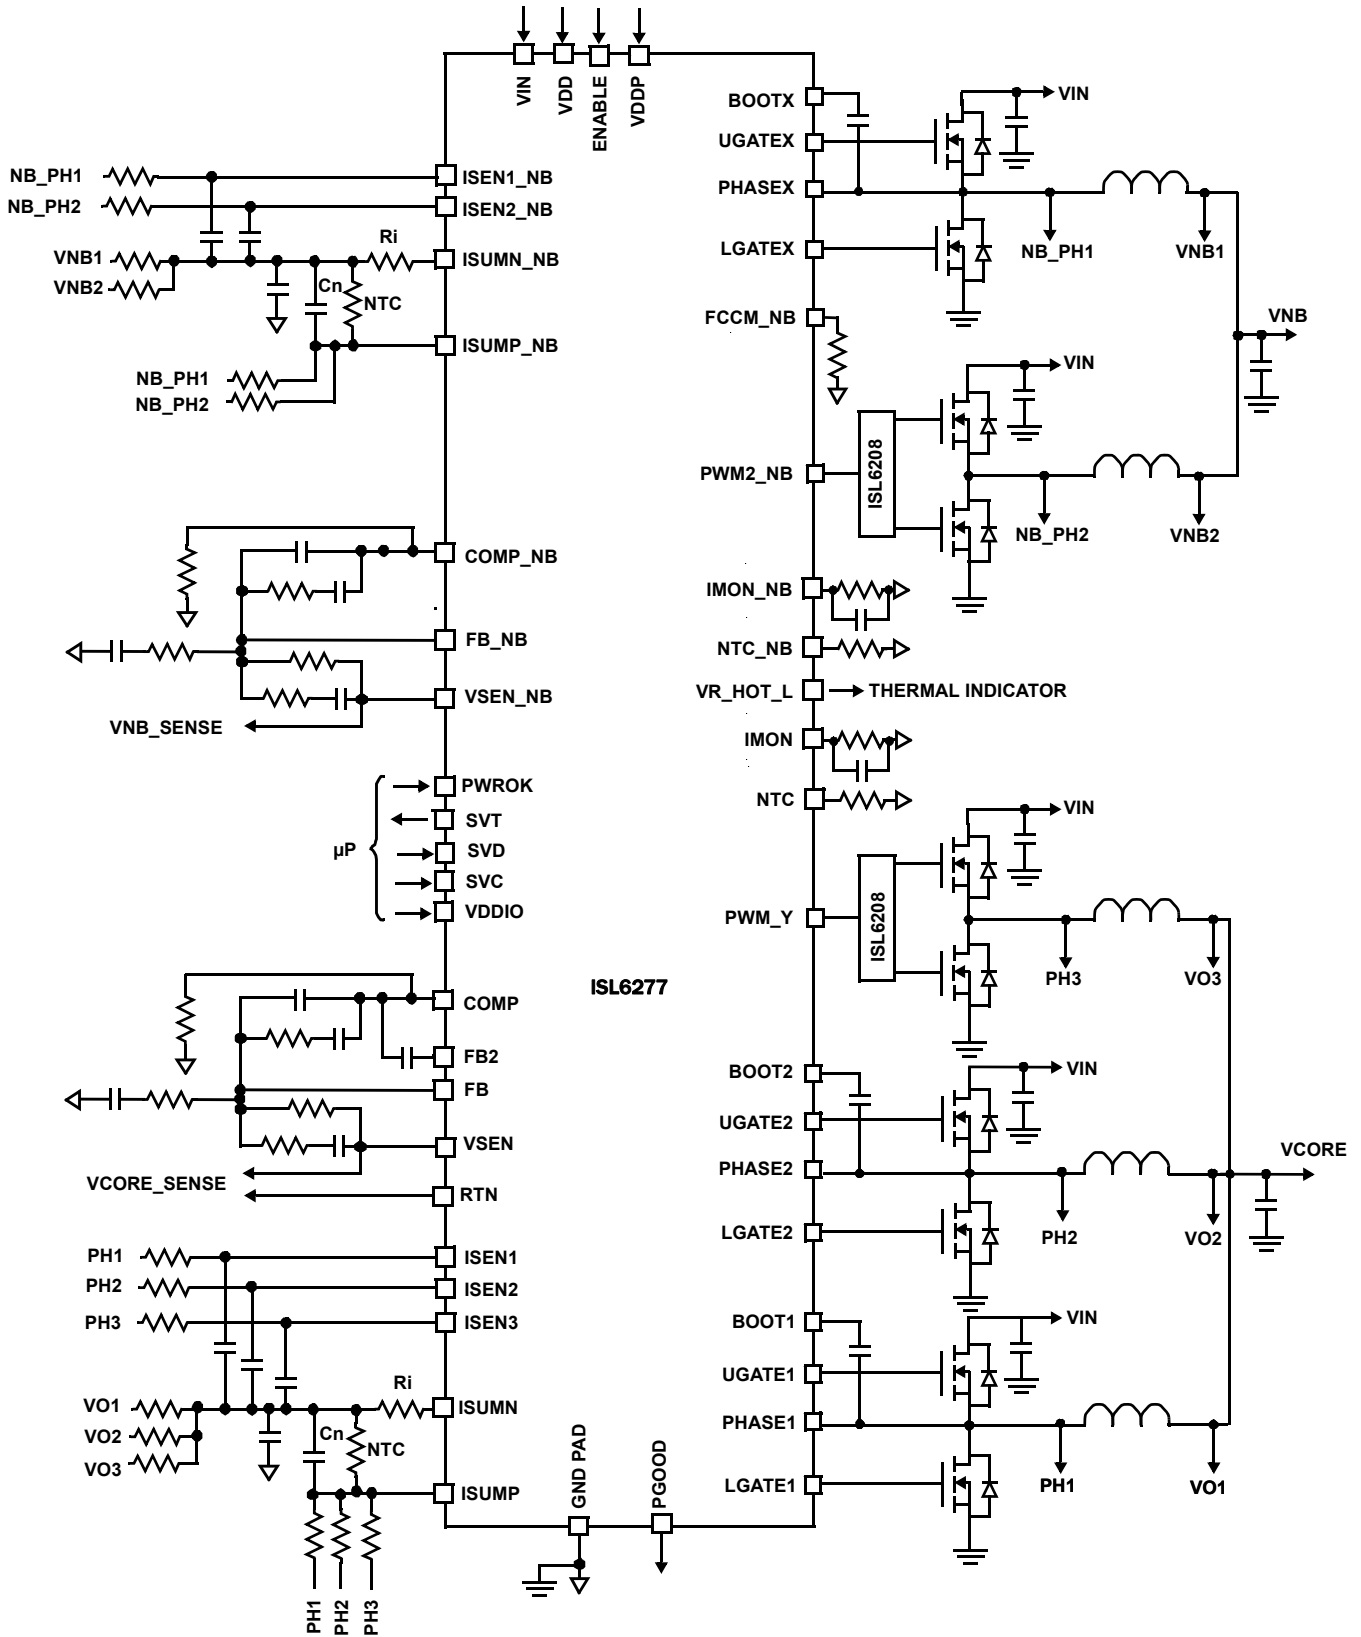 VIN
VDD
ENABLE
VDDP
BOOTX
VIN
UGATEX
NB_PH1
ISEN1_NB
PHASEX
NB_PH2
ISEN2_NB
Ri
LGATEX
NB_PH1
VNB1
VNB1
ISUMN_NB
VNB2
Cn
NTC
FCCM_NB
VNB
ISUMP_NB
NB_PH1
VIN
NB_PH2
ISL6208
PWM2_NB
NB_PH2
VNB2
COMP_NB
IMON_NB
FB_NB
NTC_NB
VSEN_NB
VR_HOT_L
THERMAL INDICATOR
VNB_SENSE
IMON
PWROK
NTC
VIN
SVT
µP
SVD
SVC
VDDIO
ISL6208
PWM_Y
PH3
VO3
ISL6277
COMP
FB2
BOOT2
VIN
FB
UGATE2
VSEN
VCORE
VCORE_SENSE
PHASE2
RTN
LGATE2
PH2
VO2
PH1
ISEN1
PH2
ISEN2
PH3
ISEN3
BOOT1
VIN
Ri
UGATE1
VO1
ISUMN
PHASE1
VO2
Cn
NTC
VO3
GND PAD
PGOOD
LGATE1
PH1
VO1
ISUMP
PH1
PH2
PH3